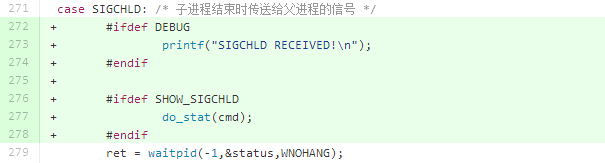 271 case SIGCHLD: /* 子进程结束时传送给父进程的信号 */
272 + #ifdef DEBUG
273 + printf("SIGCHLD RECEIVED!\n");
274 + #endif
275 +
276 + #ifdef SHOW_SIGCHLD
277 + do_stat(cmd);
278 + #endif
279 ret = waitpid(-1,&status,WNOHANG);